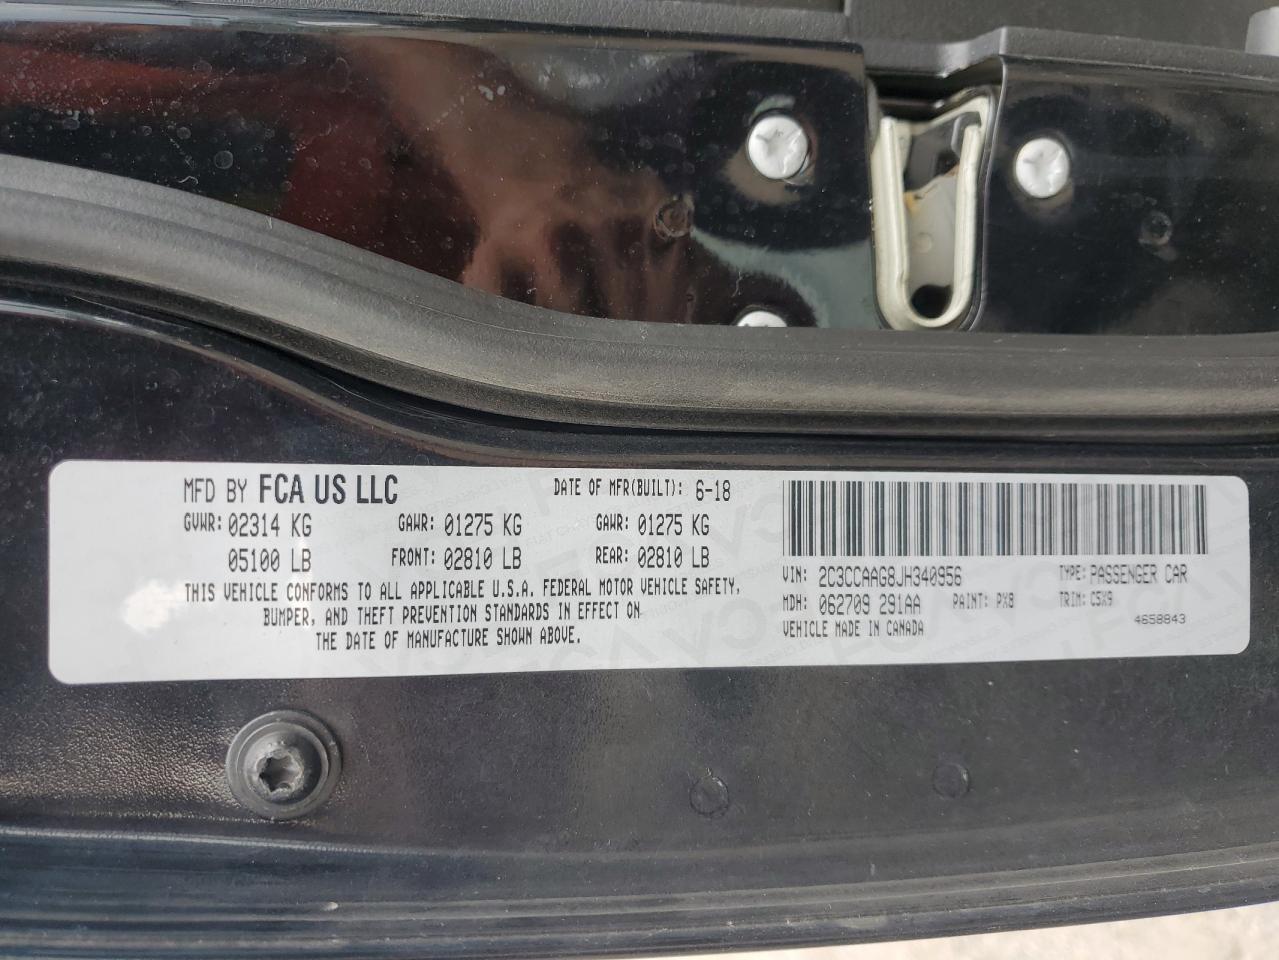 MFD BY FCA US LLC DATE OF MFR(BUILT): 6-18
GVWR: 02314 KG GAWR: 01275 KG GAWR: 01275 KG
05100 LB FRONT: 02810 LB REAR: 02810 LB
THIS VEHICLE CONFORMS TO ALL APPLICABLE U.S.A. FEDERAL MOTOR VEHICLE SAFETY,
BUMPER, AND THEFT PREVENTION STANDARDS IN EFFECT ON
THE DATE OF MANUFACTURE SHOWN ABOVE.
VIN: 2C3CCAAG8JH340956 TYPE: PASSENGER CAR
MDH: 062709 291AA PAINT: PX8 TRIM: C5X9
VEHICLE MADE IN CANADA 4658843